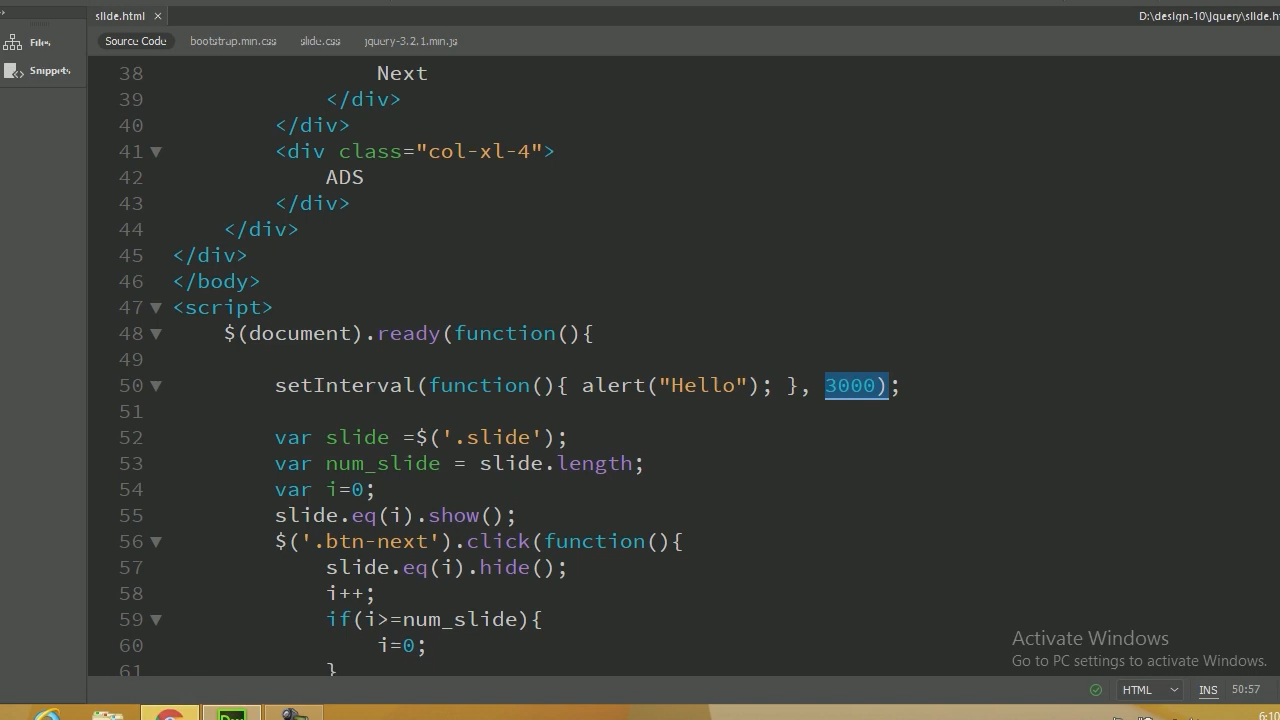 slide.html ×
D:\design-10\Jquery\slide.ht
Source Code bootstrap.min.css slide.css jquery-3.2.1.min.js
Files
Snippets
38 Next
39 </div>
40 </div>
41 <div class="col-xl-4">
42 ADS
43 </div>
44 </div>
45 </div>
46 </body>
47 <script>
48 $(document).ready(function(){
49
50 setInterval(function(){ alert("Hello"); }, 3000);
51
52 var slide =$('.slide');
53 var num_slide = slide.length;
54 var i=0;
55 slide.eq(i).show();
56 $('.btn-next').click(function(){
57 slide.eq(i).hide();
58 i++;
59 if(i>=num_slide){
60 i=0;
61 }
Activate Windows
Go to PC settings to activate Windows.
HTML INS 50:57
Dw
6:10